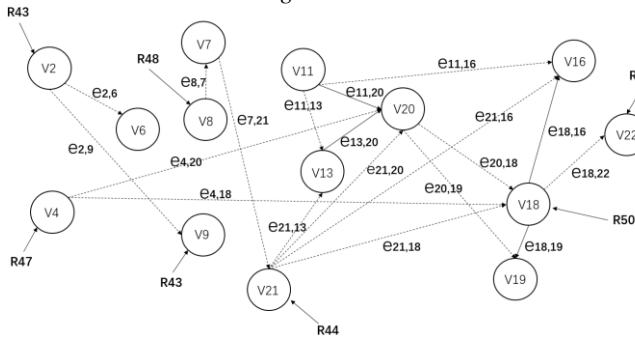 R43
V2
V7
R48
e8,7
V8
e2,6
V6
e2,9
e7,21
V11
e11,16
V16
e11,20
e11,13
V20
e21,16
e13,20
e4,20
V13
e21,20
e20,18
e18,16
V22
e18,22
e20,19
V4
e4,18
V18
R50
V9
e21,13
e21,18
e18,19
R47
R43
V21
V19
R44